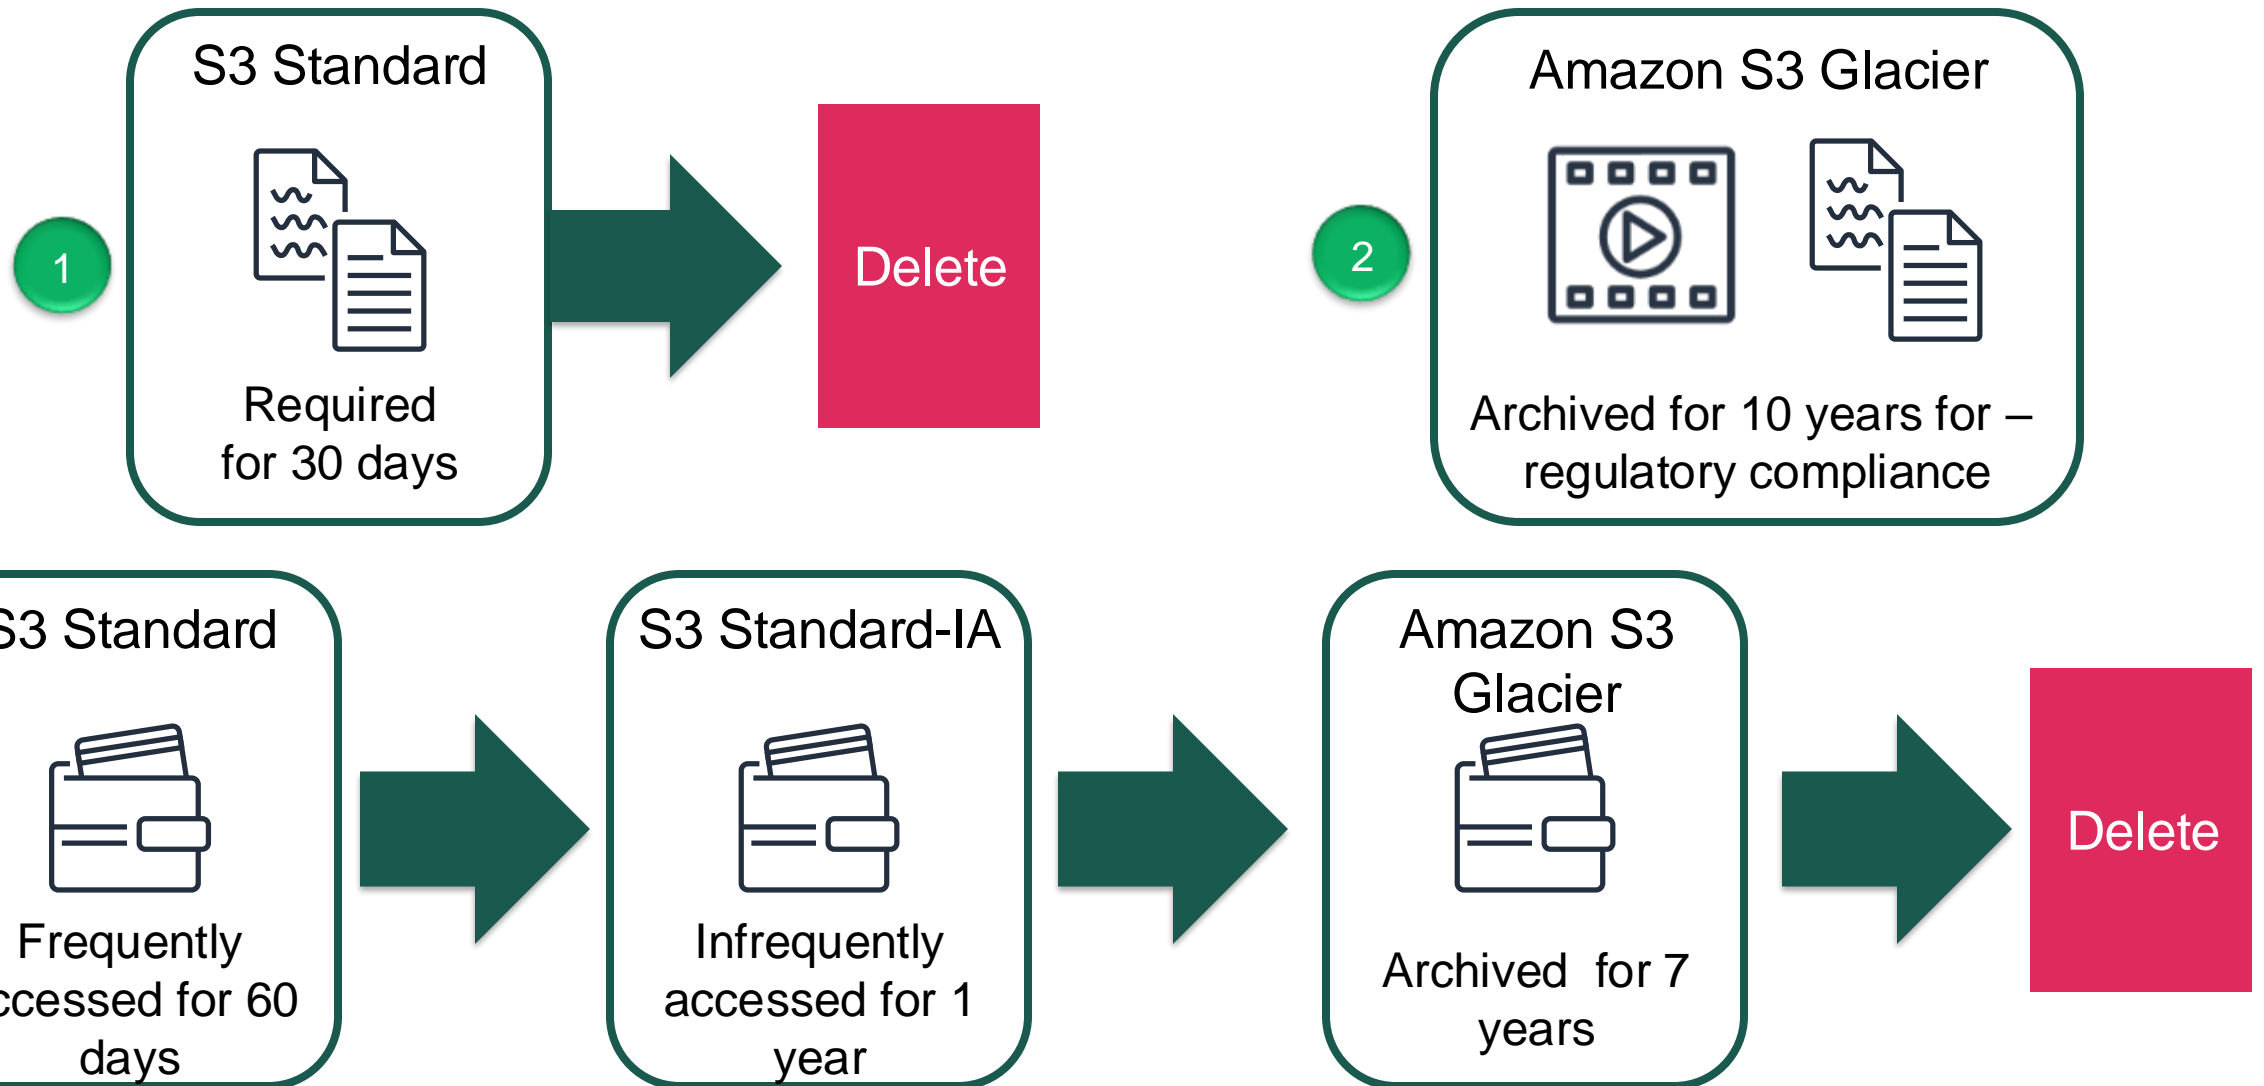 1
S3 Standard
Required
for 30 days
Delete
2
Amazon S3 Glacier
Archived for 10 years for –
regulatory compliance
Standard
Frequently
for 60
days
S3 Standard-IA
Infrequently
accessed for 1
year
Amazon S3
Glacier
Archived for 7
years
Delete